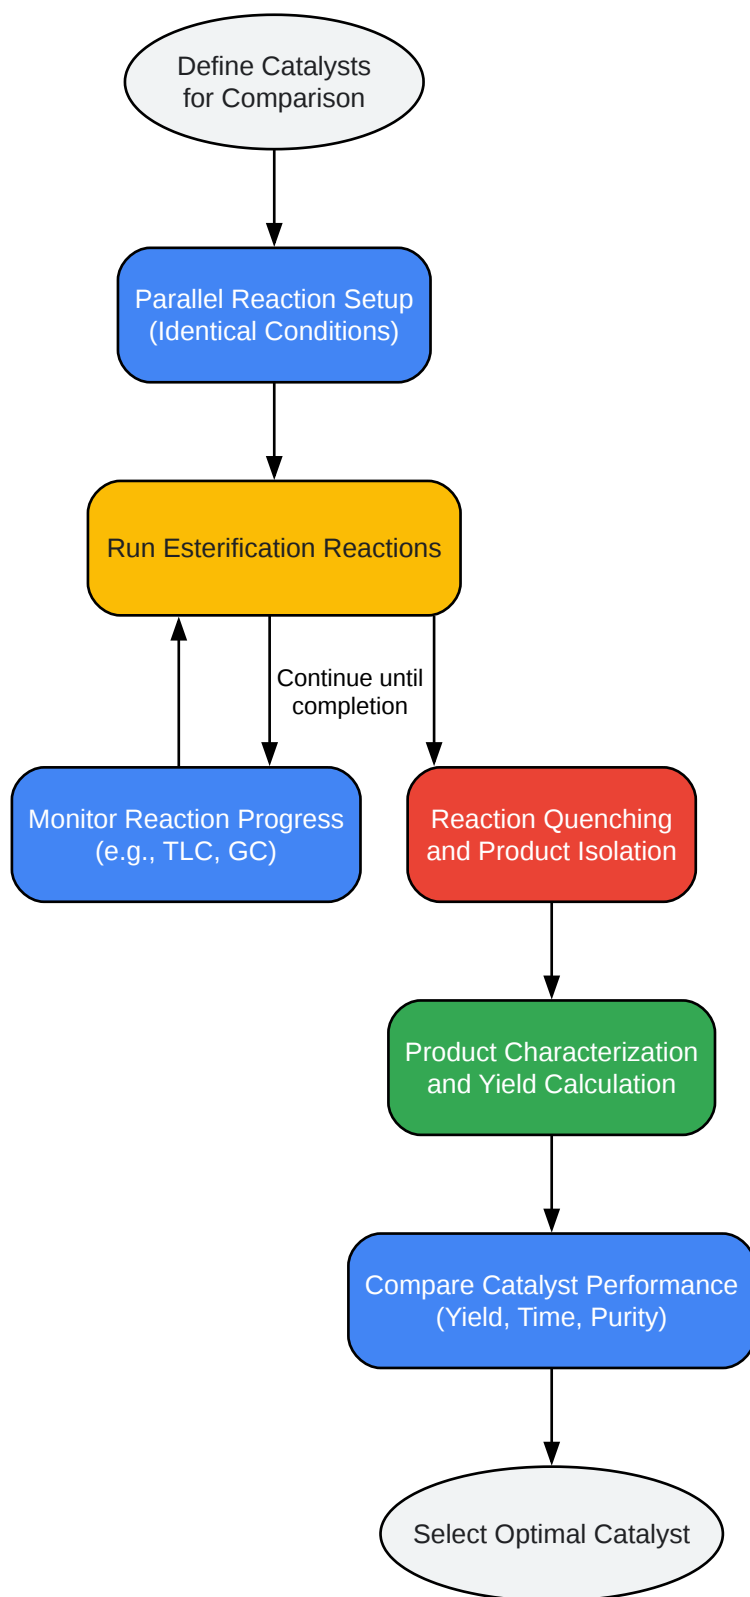 Define Catalysts
for Comparison
Parallel Reaction Setup
(Identical Conditions)
Run Esterification Reactions
Continue until
completion
Monitor Reaction Progress
(e.g., TLC, GC)
Reaction Quenching
and Product Isolation
Product Characterization
and Yield Calculation
Compare Catalyst Performance
(Yield, Time, Purity)
Select Optimal Catalyst